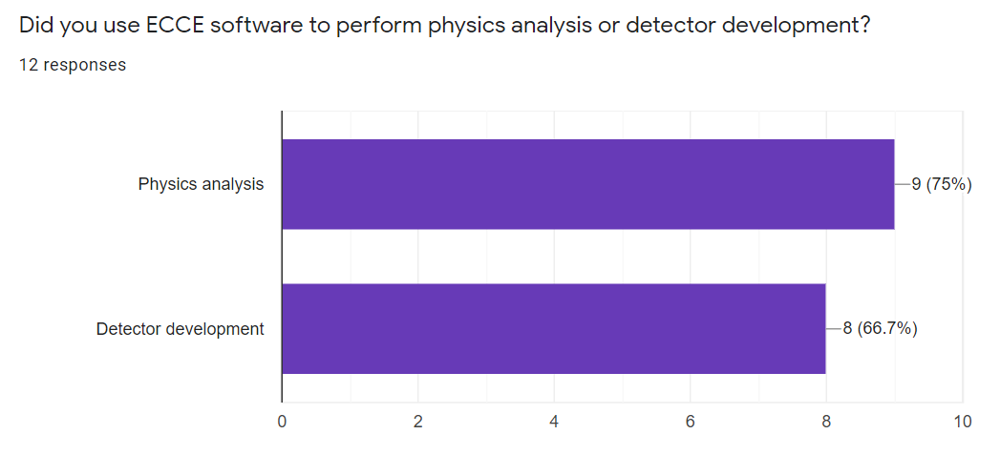 Did you use ECCE software to perform physics analysis or detector development?
12 responses
Physics analysis
9 (75%)
Detector development
8 (66.7%)
0 2 4 6 8 10